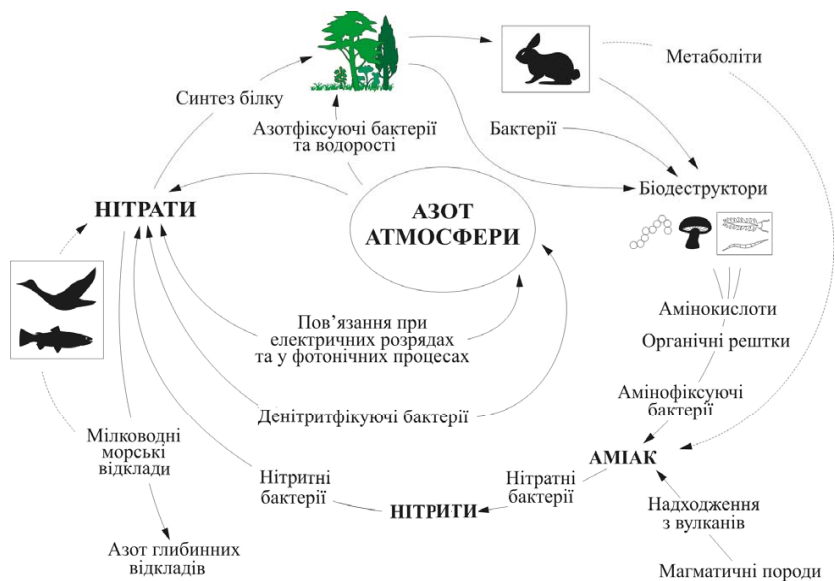 Метаболіти
Синтез білку
Азотфіксуючі бактерії
та водорості
Бактерії
Біодеструктори
НІТРАТИ
АЗОТ
АТМОСФЕРИ
Амінокислоти
Органічні рештки
Пов’язання при
електричних розрядах
та у фотонічних процесах
Амінофіксуючі
бактерії
Денітритфікуючі бактерії
Мілководні
морські
відклади
АМІАК
Нітритні
бактерії
Нітратні
бактерії
НІТРИТИ
Надходження
з вулканів
Азот глибинних
відкладів
Магматичні породи